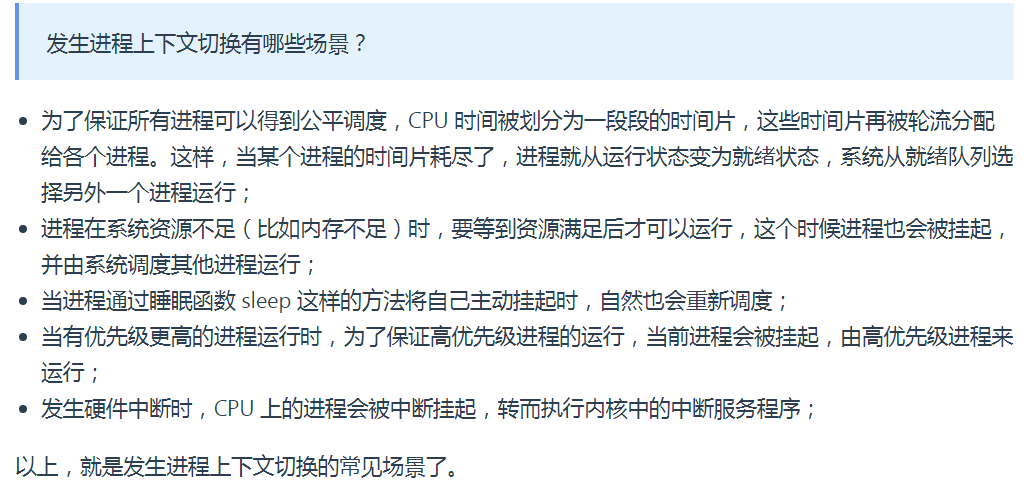 发生进程上下文切换有哪些场景？
为了保证所有进程可以得到公平调度，CPU 时间被划分为一段段的时间片，这些时间片再被轮流分配
给各个进程。这样，当某个进程的时间片耗尽了，进程就从运行状态变为就绪状态，系统从就绪队列选
择另外一个进程运行；
进程在系统资源不足（比如内存不足）时，要等到资源满足后才可以运行，这个时候进程也会被挂起，
并由系统调度其他进程运行；
当进程通过睡眠函数 sleep 这样的方法将自己主动挂起时，自然也会重新调度；
当有优先级更高的进程运行时，为了保证高优先级进程的运行，当前进程会被挂起，由高优先级进程来
运行；
发生硬件中断时，CPU 上的进程会被中断挂起，转而执行内核中的中断服务程序；
以上，就是发生进程上下文切换的常见场景了。